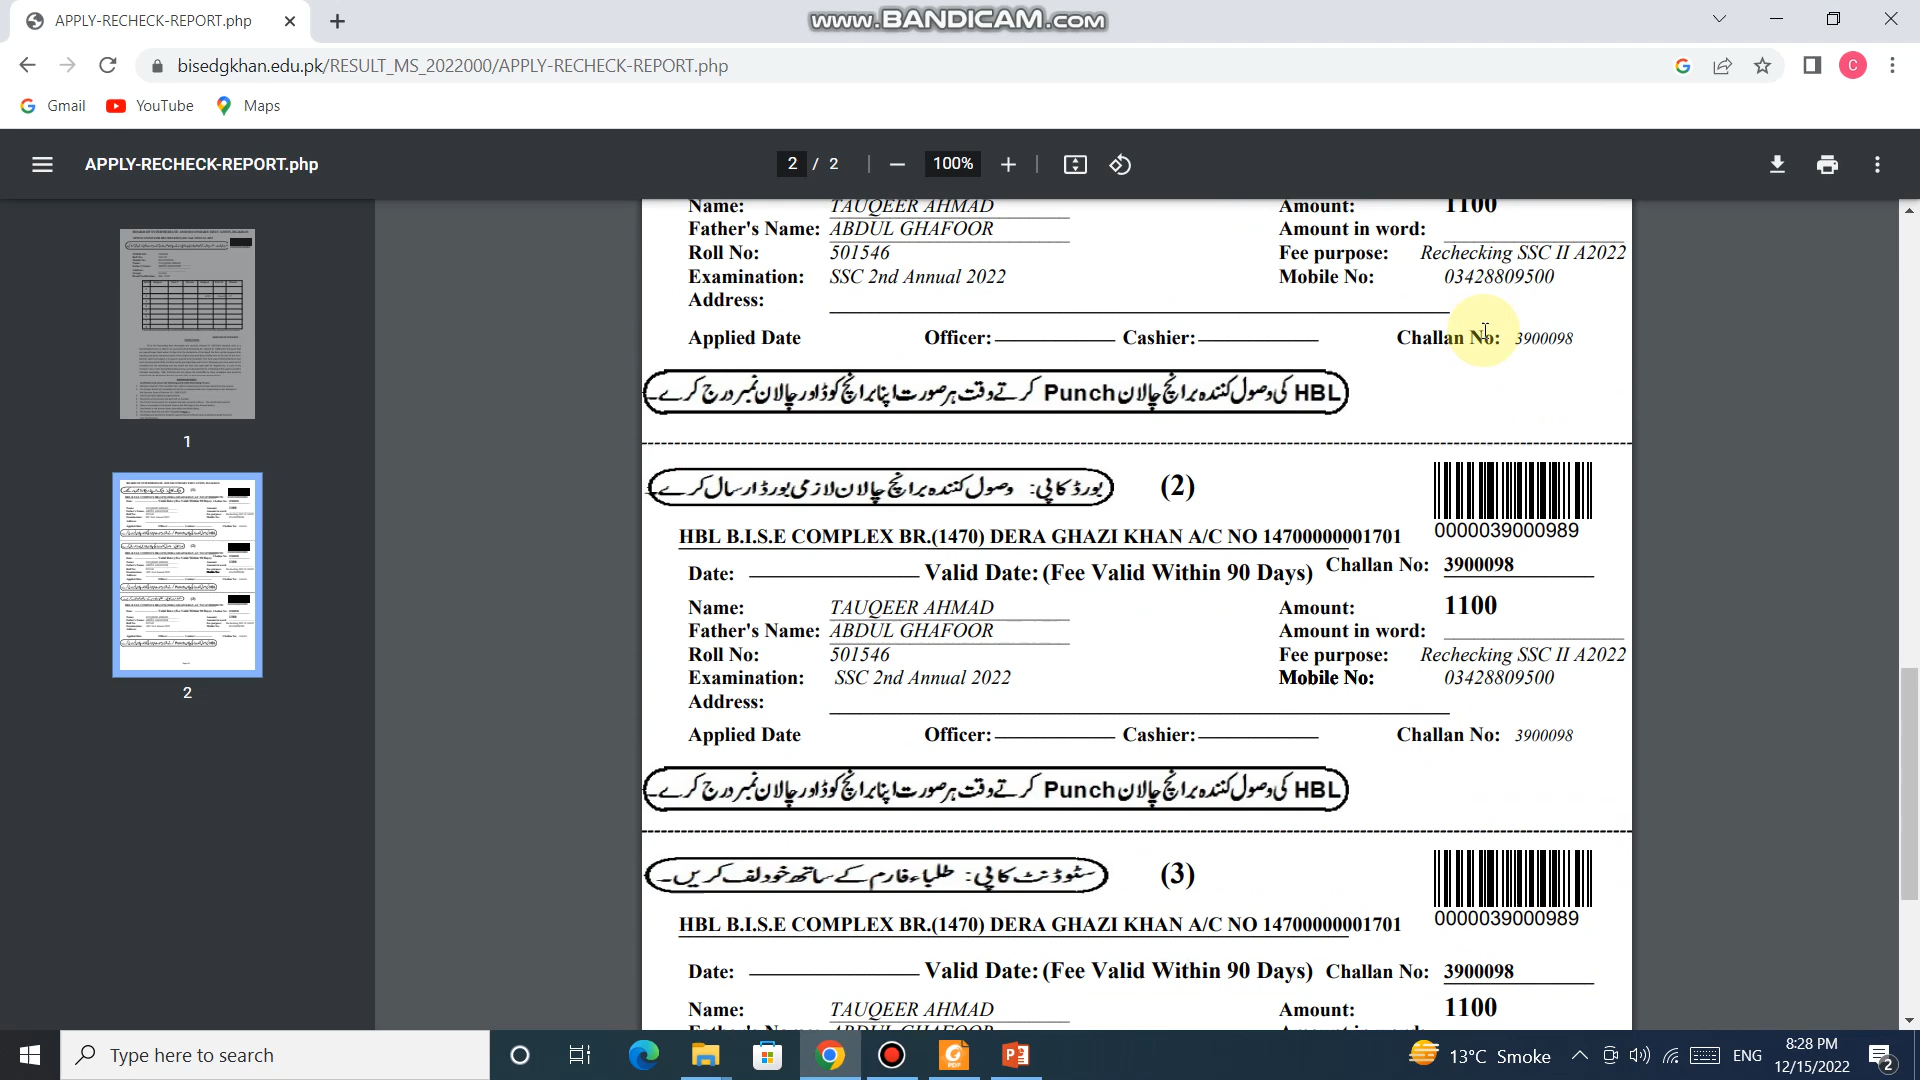 APPLY-RECHECK-REPORT.php
www.BANDICAM.com
bisedgkhan.edu.pk/RESULT_MS_2022000/APPLY-RECHECK-REPORT.php
C
Gmail YouTube Maps
APPLY-RECHECK-REPORT.php 2 / 2 100%
1
2
Name: TAUQEER AHMAD Amount: 1100
Father's Name: ABDUL GHAFOOR Amount in word:
Roll No: 501546 Fee purpose: Rechecking SSC II A2022
Examination: SSC 2nd Annual 2022 Mobile No: 03428809500
Address:
Applied Date Officer: Cashier: Challan No: 3900098
HBL کی وصول کنندہ برانچ چالان Punch کرتے وقت ہر صورت اپنا برانچ کوڈ اور چالان نمبر درج کرے۔
بورڈ کاپی: وصول کنندہ برانچ چالان لازمی بورڈ ارسال کرے۔ (2)
0000039000989
HBL B.I.S.E COMPLEX BR.(1470) DERA GHAZI KHAN A/C NO 14700000001701
Date: Valid Date: (Fee Valid Within 90 Days) Challan No: 3900098
Name: TAUQEER AHMAD Amount: 1100
Father's Name: ABDUL GHAFOOR Amount in word:
Roll No: 501546 Fee purpose: Rechecking SSC II A2022
Examination: SSC 2nd Annual 2022 Mobile No: 03428809500
Address:
Applied Date Officer: Cashier: Challan No: 3900098
HBL کی وصول کنندہ برانچ چالان Punch کرتے وقت ہر صورت اپنا برانچ کوڈ اور چالان نمبر درج کرے۔
سٹوڈنٹ کاپی: طلباء فارم کے ساتھ خود لف کریں۔ (3)
0000039000989
HBL B.I.S.E COMPLEX BR.(1470) DERA GHAZI KHAN A/C NO 14700000001701
Date: Valid Date: (Fee Valid Within 90 Days) Challan No: 3900098
Name: TAUQEER AHMAD Amount: 1100
Type here to search
13°C Smoke ENG 8:28 PM
12/15/2022 2